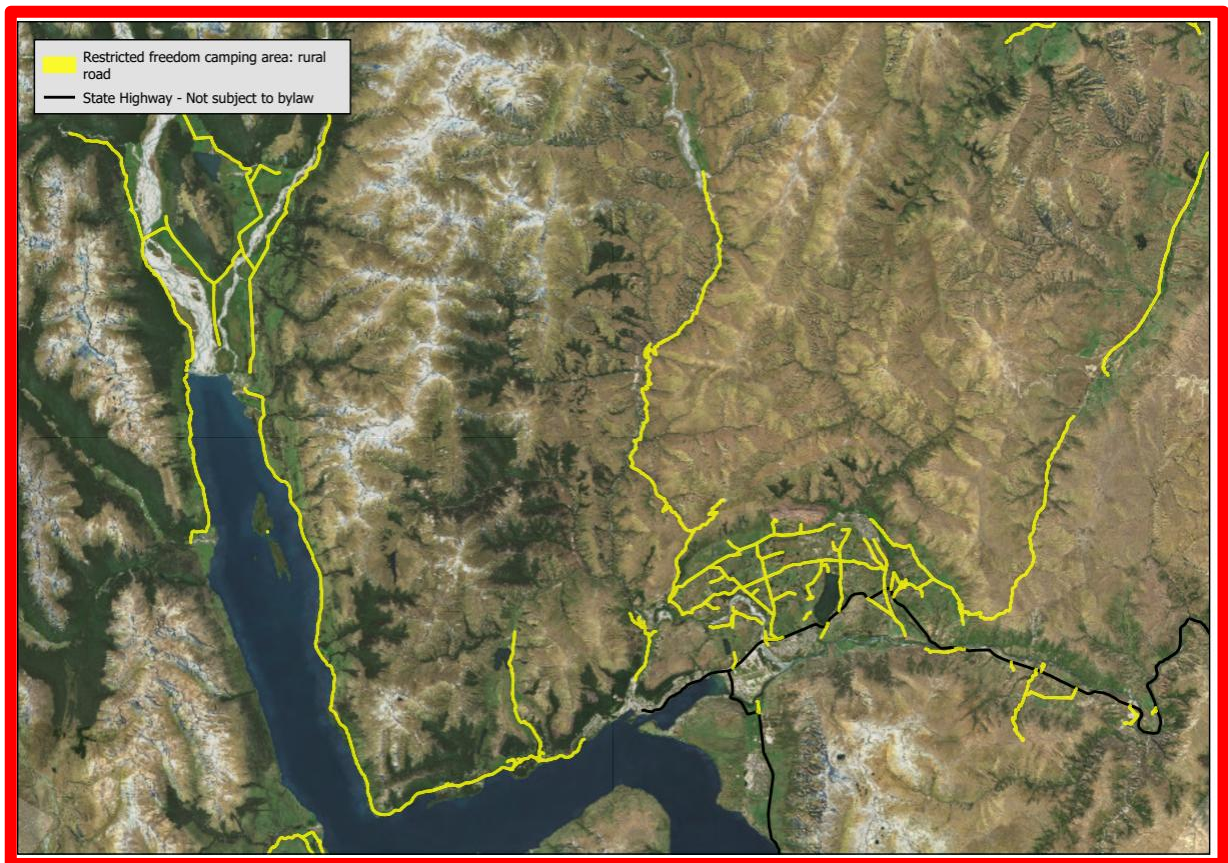 Restricted freedom camping area: rural
road
State Highway - Not subject to bylaw